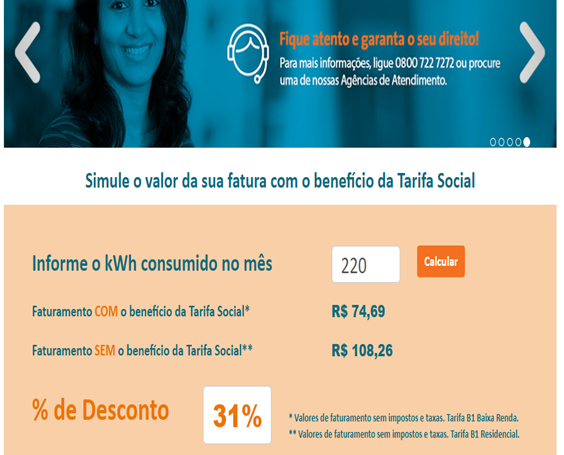 Fique atento e garanta o seu direito!
Para mais informações, ligue 0800 722 7272 ou procure
uma de nossas Agências de Atendimento.
Simule o valor da sua fatura com o benefício da Tarifa Social
Informe o kWh consumido no mês 220 Calcular
Faturamento COM o benefício da Tarifa Social* R$ 74,69
Faturamento SEM o benefício da Tarifa Social** R$ 108,26
% de Desconto 31%
* Valores de faturamento sem impostos e taxas. Tarifa B1 Baixa Renda.
** Valores de faturamento sem impostos e taxas. Tarifa B1 Residencial.